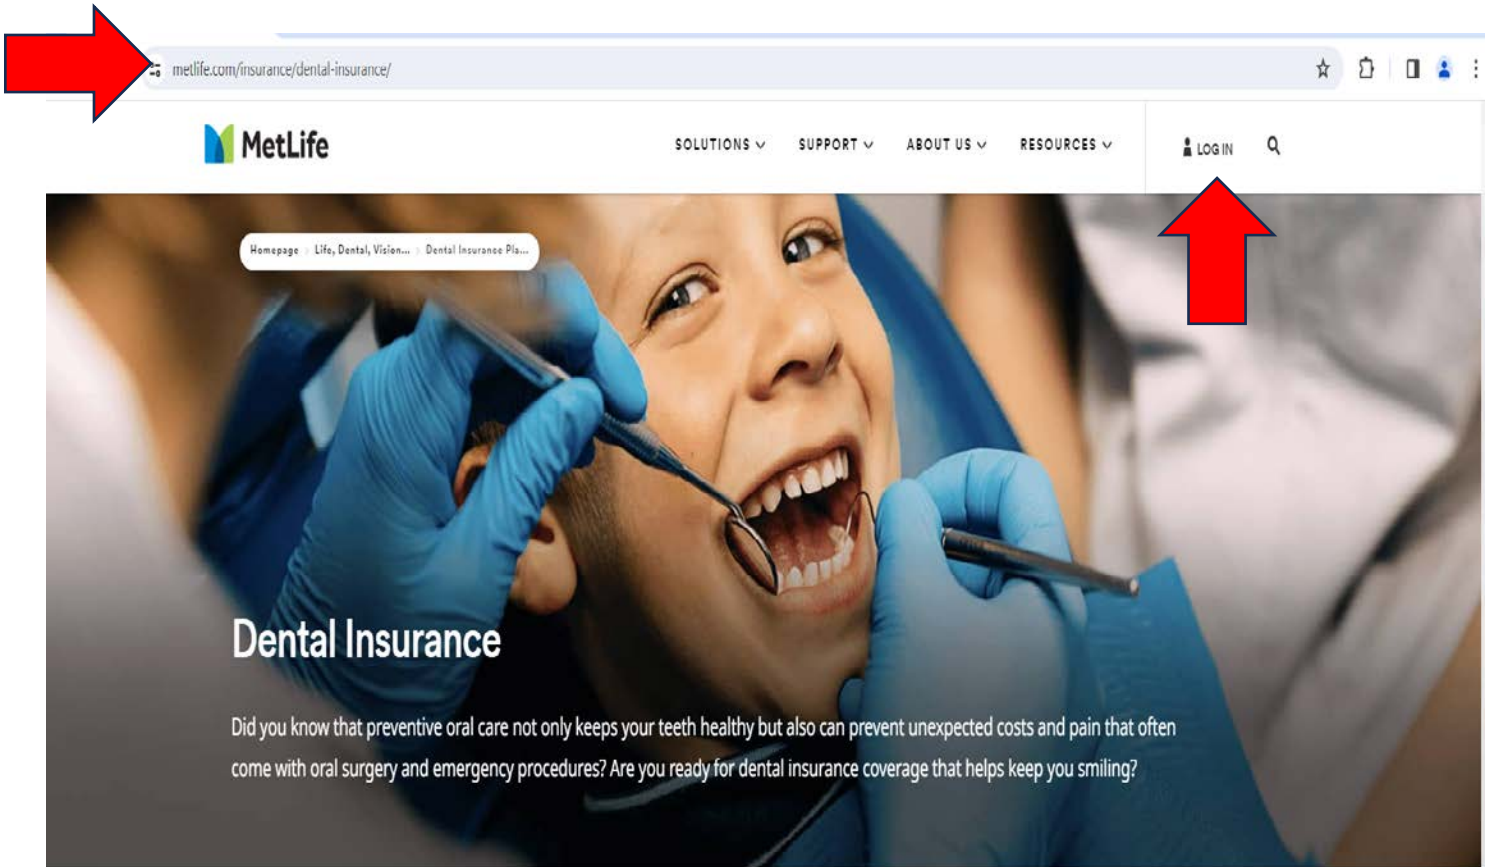 metlife.com/insurance/dental-insurance/
MetLife
SOLUTIONS SUPPORT ABOUT US RESOURCES LOG IN
Homepage > Life, Dental, Vision... > Dental Insurance Pla...
Dental Insurance
Did you know that preventive oral care not only keeps your teeth healthy but also can prevent unexpected costs and pain that often
come with oral surgery and emergency procedures? Are you ready for dental insurance coverage that helps keep you smiling?